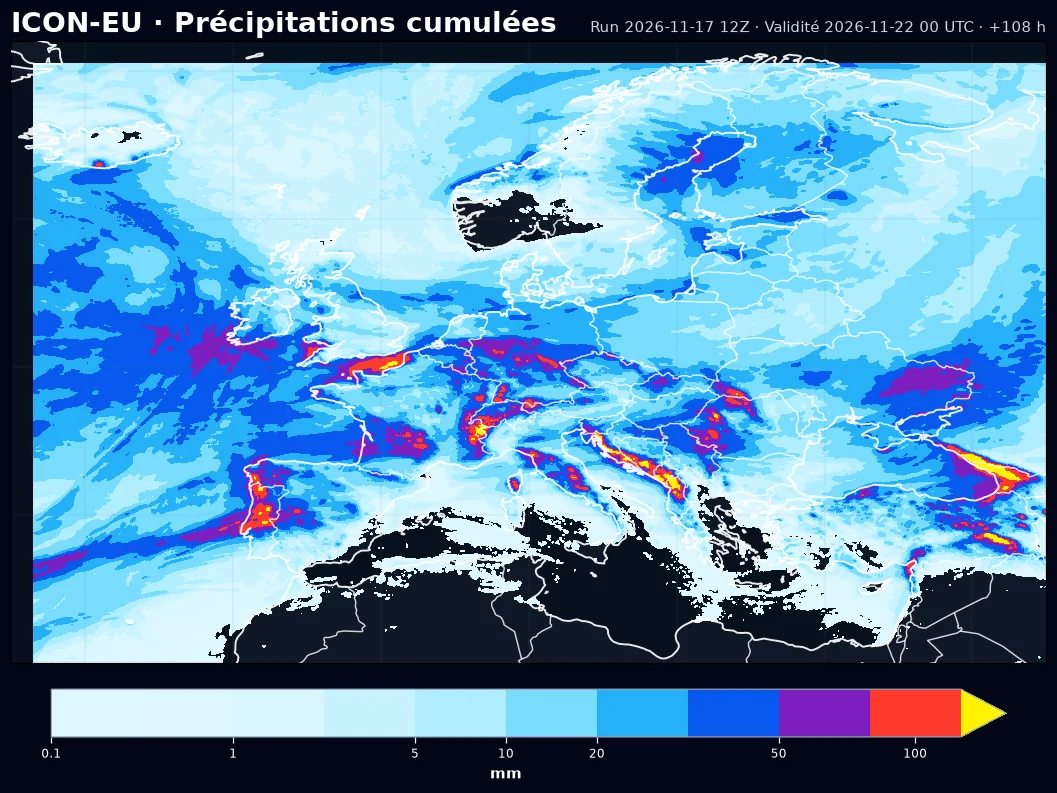 ICON-EU · Précipitations cumulées
Run 2026-11-17 12Z · Validité 2026-11-22 00 UTC · +108 h
0.1 1 5 10 20 50 100
mm